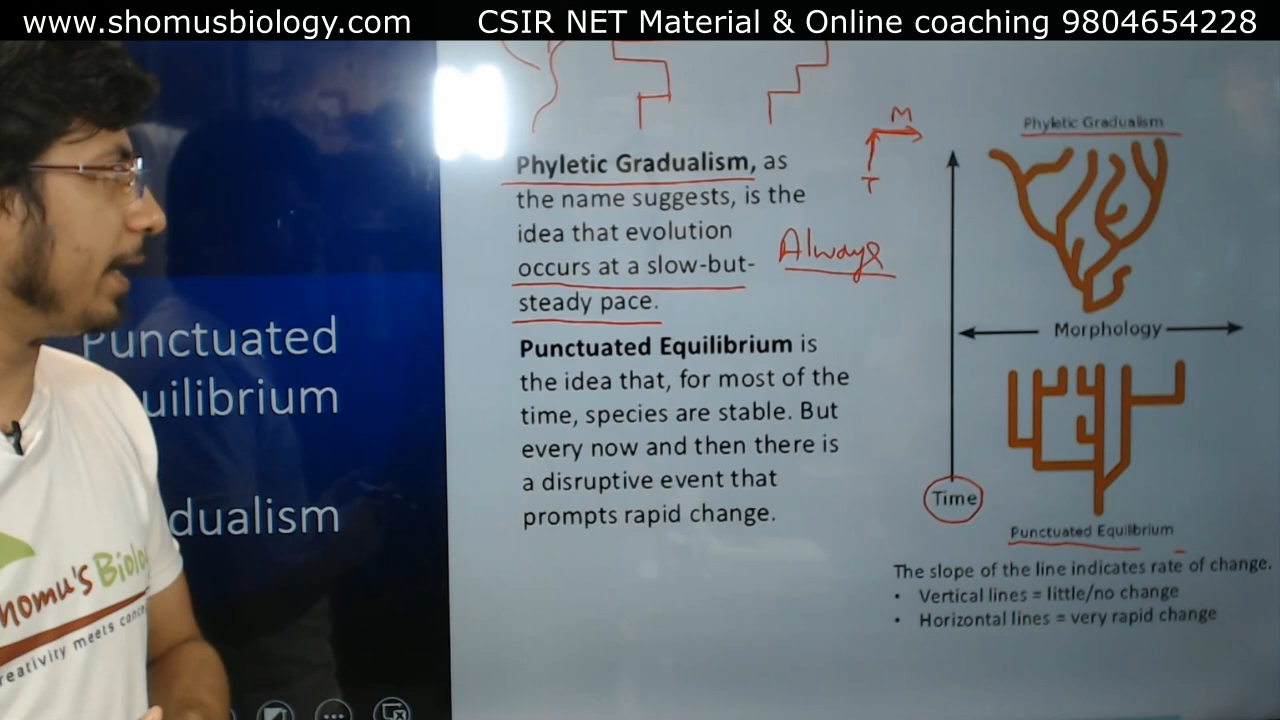 www.shomusbiology.com CSIR NET Material & Online coaching 9804654228
Punctuated
uilibrium
dualism
homu's Biolo
reativity meets conce
Phyletic Gradualism, as
the name suggests, is the
idea that evolution
occurs at a slow-but-
steady pace.
Always
Punctuated Equilibrium is
the idea that, for most of the
time, species are stable. But
every now and then there is
a disruptive event that
prompts rapid change.
M
T
Phyletic Gradualism
Morphology
Time
Punctuated Equilibrium
The slope of the line indicates rate of change.
• Vertical lines = little/no change
• Horizontal lines = very rapid change